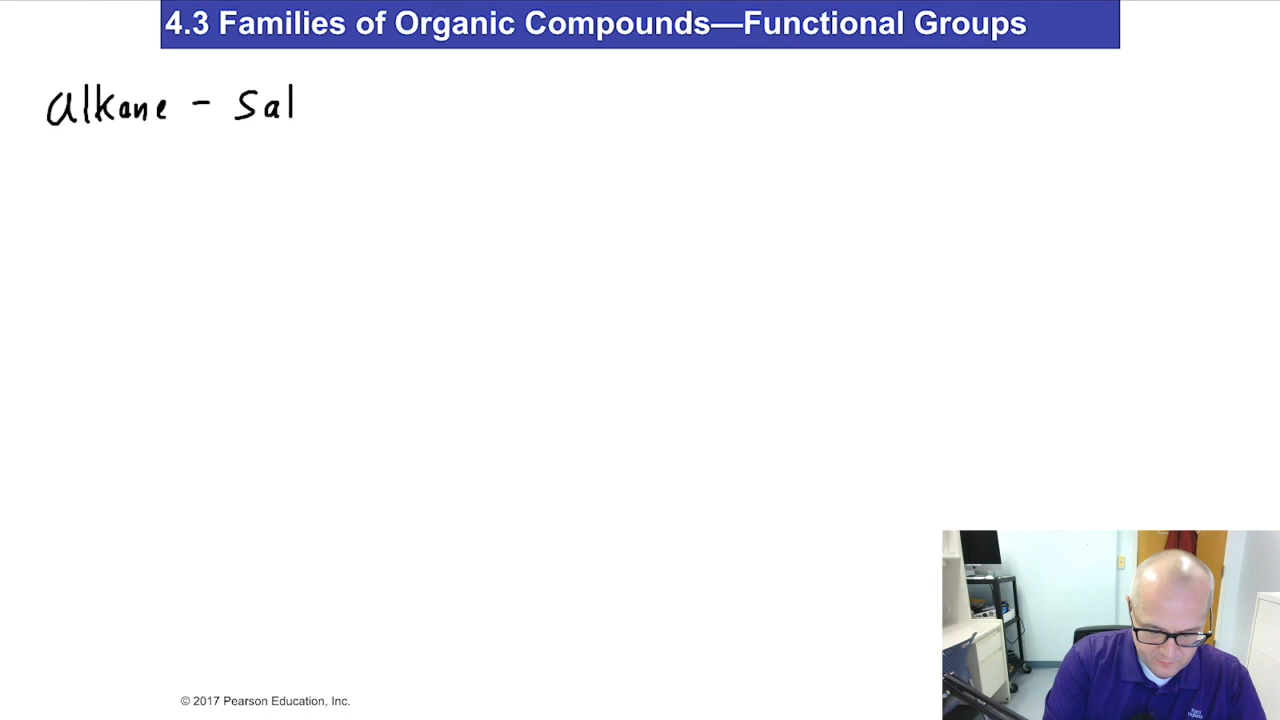 4.3 Families of Organic Compounds—Functional Groups
alkane - Sal
© 2017 Pearson Education, Inc.